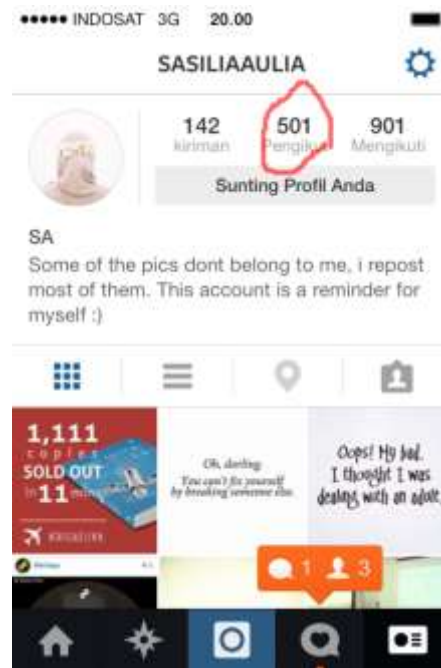 INDOSAT 3G 20.00
SASILIAAULIA
142 501 901
kiriman Pengikut Mengikuti
Sunting Profil Anda
SA
Some of the pics dont belong to me, i repost
most of them. This account is a reminder for
myself :)
1,111
copies
SOLD OUT
in 11
Oh, darling.
You can't fix yourself
by breaking someone else.
Oops! My bad.
I thought I was
dealing with an adult.
1 3